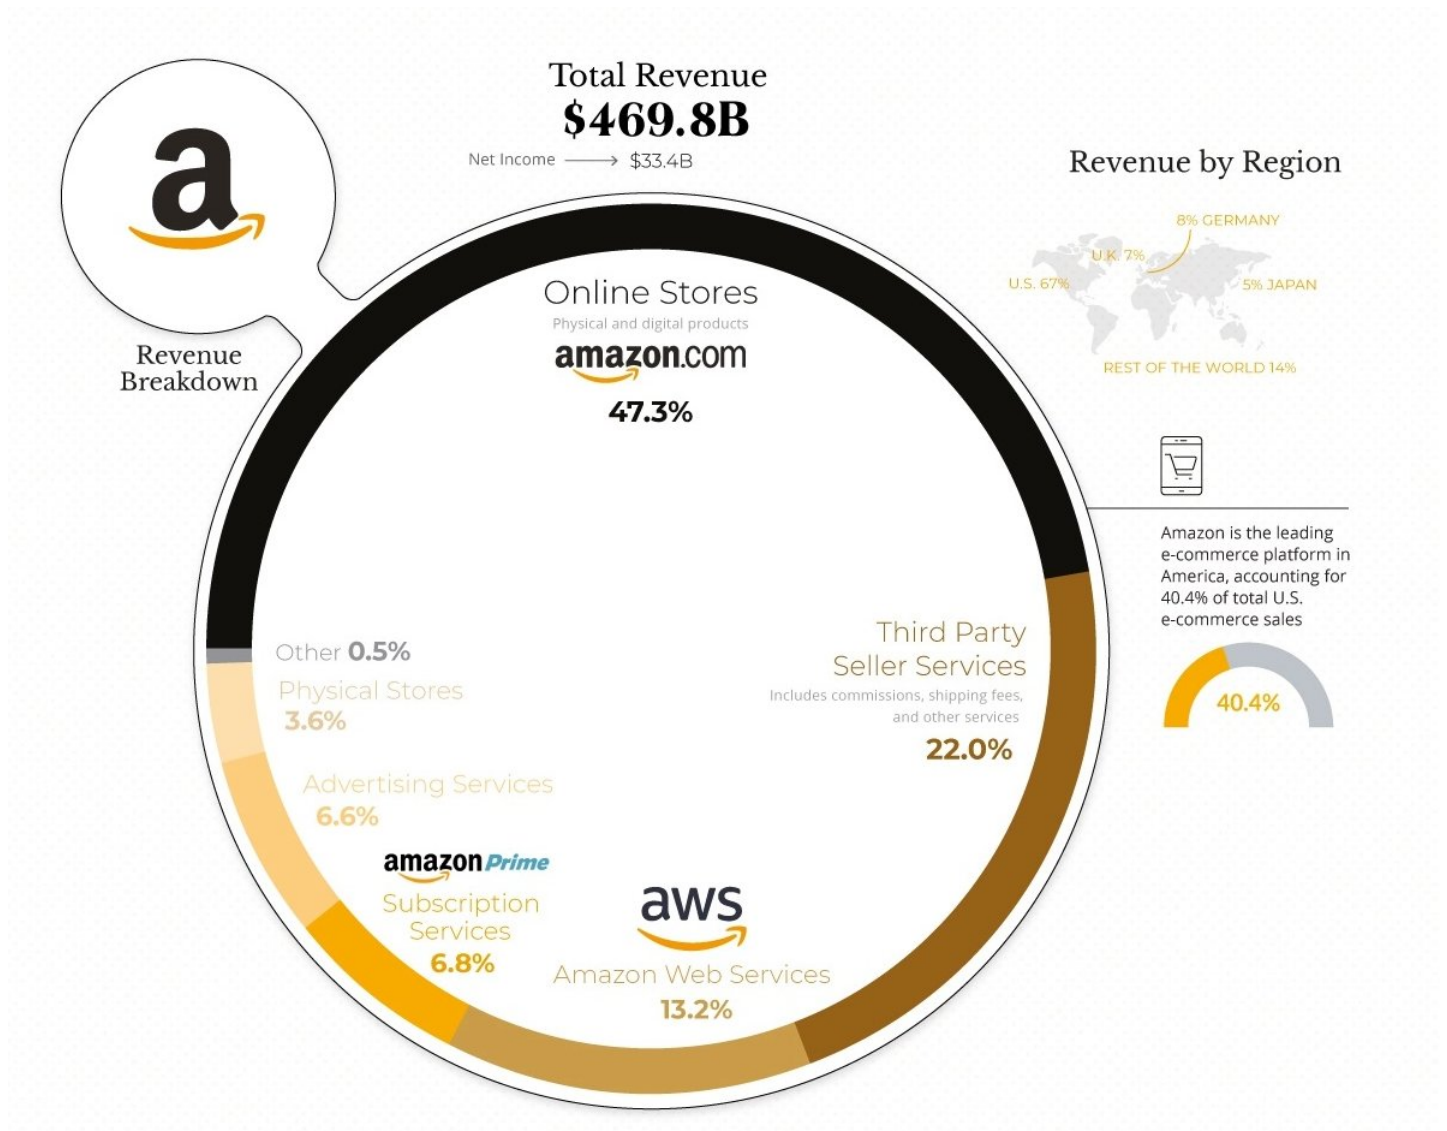 Total Revenue
$469.8B
Net Income
$33.4B
a
Revenue
Breakdown
Online Stores
Physical and digital products
amazon.com
47.3%
Third Party
Seller Services
Includes commissions, shipping fees,
and other services
22.0%
aws
Amazon Web Services
13.2%
amazon Prime
Subscription
Services
6.8%
Advertising Services
6.6%
Physical Stores
3.6%
Other 0.5%
Revenue by Region
8% GERMANY
U.K. 7%
U.S. 67%
5% JAPAN
REST OF THE WORLD 14%
Amazon is the leading
e-commerce platform in
America, accounting for
40.4% of total U.S.
e-commerce sales
40.4%